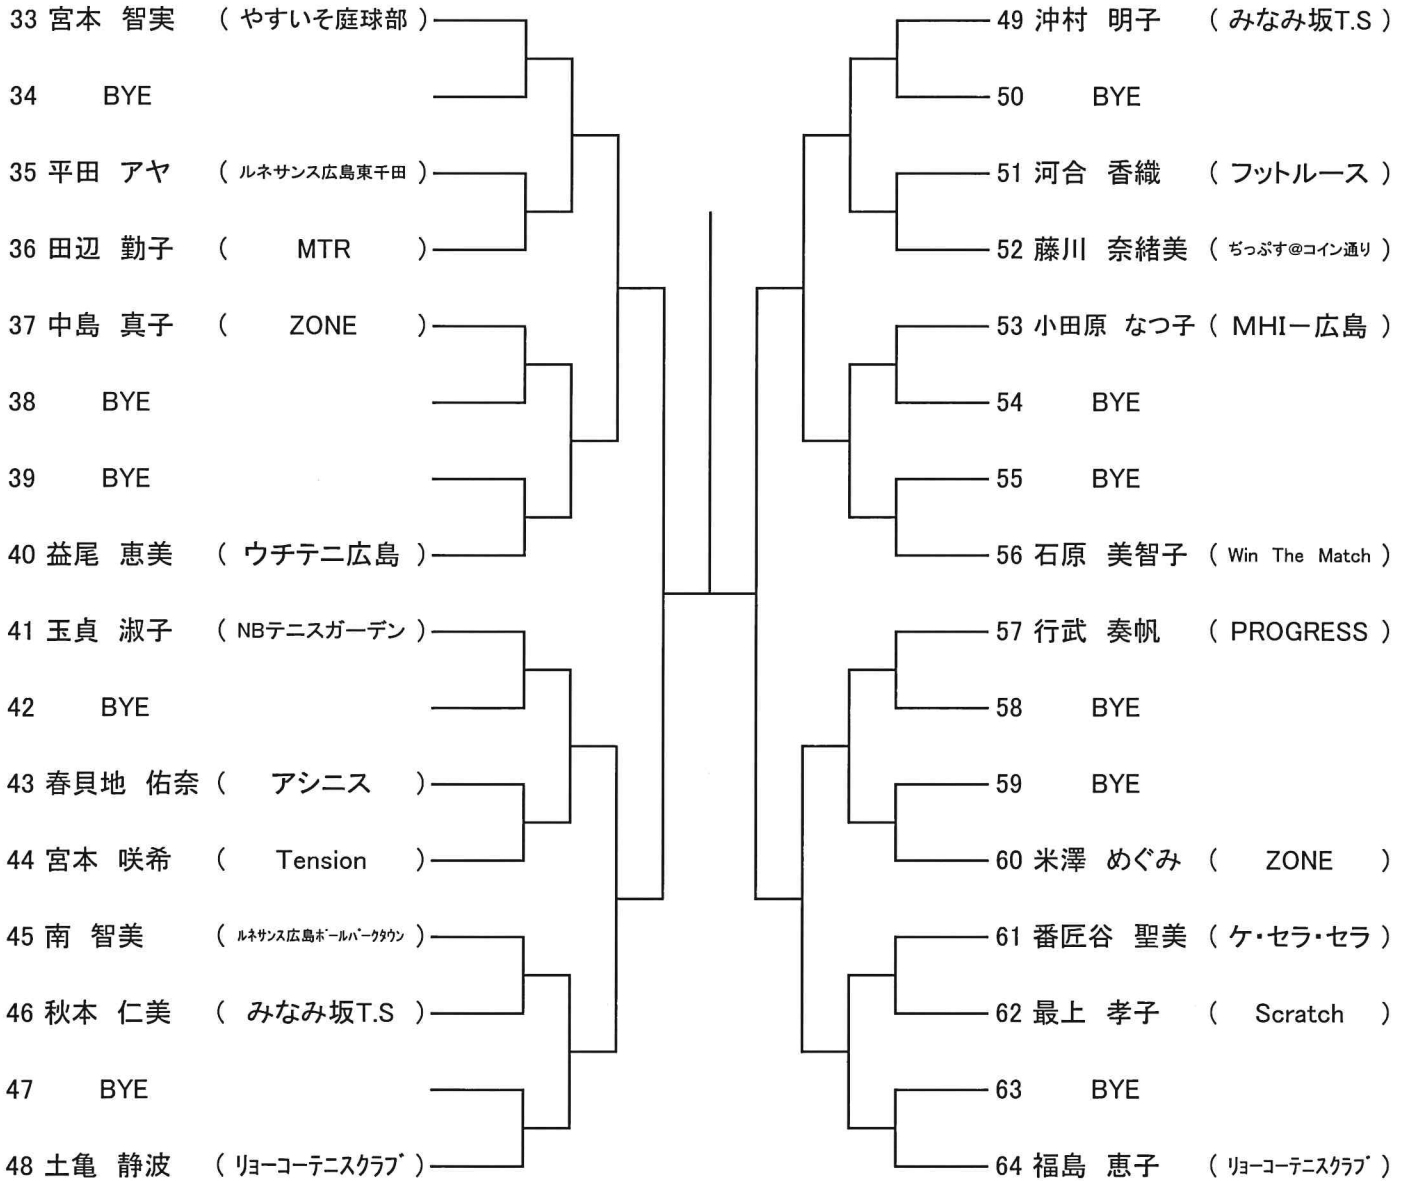 33 宮本 智実 ( やすいそ庭球部 )
34 BYE
35 平田 アヤ ( ルネサンス広島東千田 )
36 田辺 勤子 ( MTR )
37 中島 真子 ( ZONE )
38 BYE
39 BYE
40 益尾 恵美 ( ウチテニ広島 )
41 玉貞 淑子 ( NBテニスガーデン )
42 BYE
43 春貝地 佑奈 ( アシニス )
44 宮本 咲希 ( Tension )
45 南 智美 ( ﾙﾈｻﾝｽ広島ﾎﾞｰﾙﾊﾟｰｸﾀｳﾝ )
46 秋本 仁美 ( みなみ坂T.S )
47 BYE
48 土亀 静波 ( ﾘｮｰｺｰﾃﾆｽｸﾗﾌﾞ )
49 沖村 明子 ( みなみ坂T.S )
50 BYE
51 河合 香織 ( フットルース )
52 藤川 奈緒美 ( ぢっぷす@コイン通り )
53 小田原 なつ子 ( MHIー広島 )
54 BYE
55 BYE
56 石原 美智子 ( Win The Match )
57 行武 奏帆 ( PROGRESS )
58 BYE
59 BYE
60 米澤 めぐみ ( ZONE )
61 番匠谷 聖美 ( ケ・セラ・セラ )
62 最上 孝子 ( Scratch )
63 BYE
64 福島 恵子 ( ﾘｮｰｺｰﾃﾆｽｸﾗﾌﾞ )